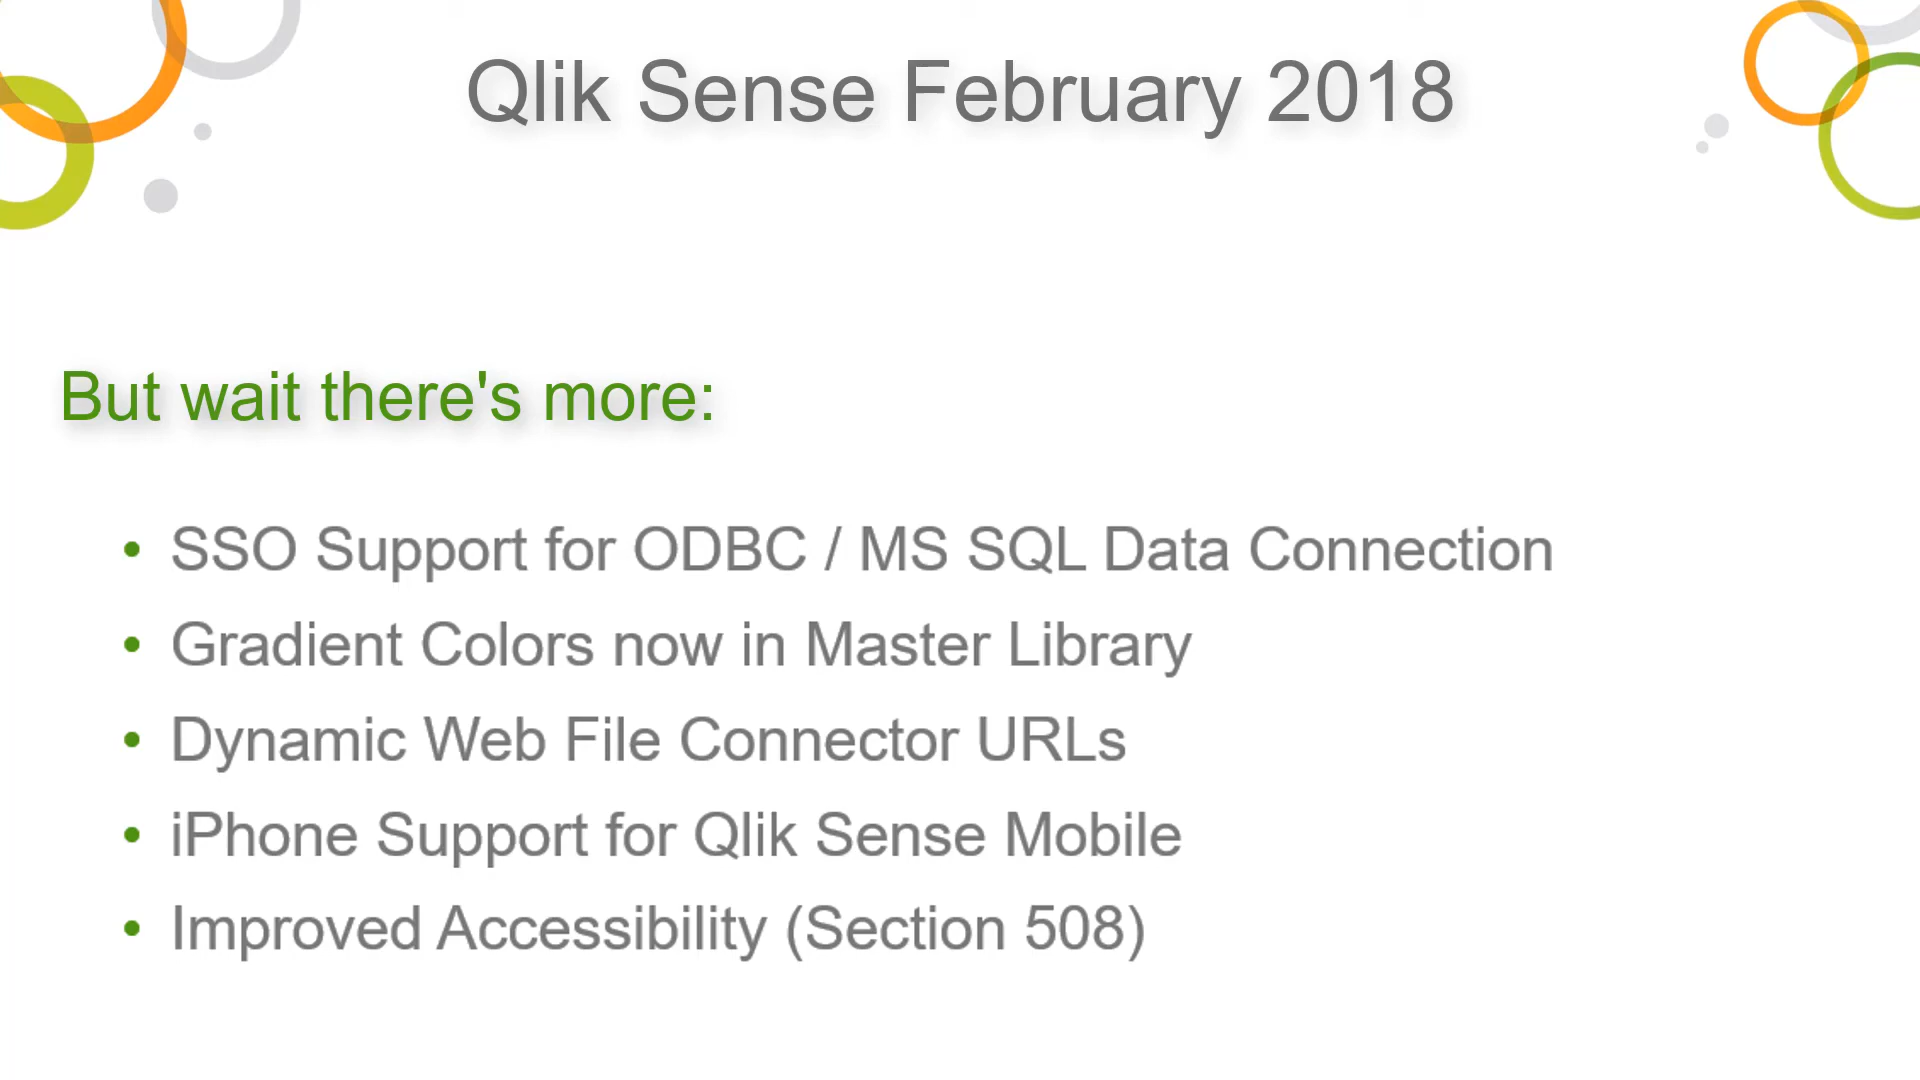 Qlik Sense February 2018
But wait there's more:
• SSO Support for ODBC / MS SQL Data Connection
• Gradient Colors now in Master Library
• Dynamic Web File Connector URLs
• iPhone Support for Qlik Sense Mobile
• Improved Accessibility (Section 508)